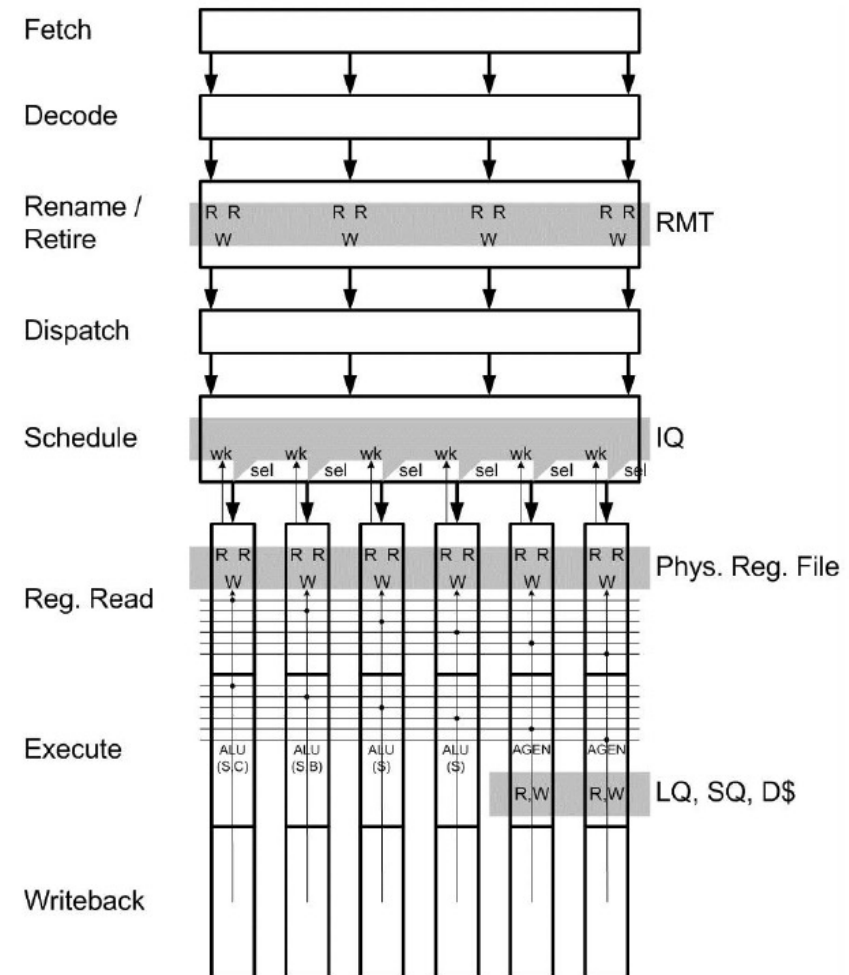 Fetch
Decode
Rename /
Retire
R R R R R R R R
W W W W
RMT
Dispatch
Schedule
IQ
wk wk wk wk wk wk
sel sel sel sel sel sel
R R R R R R R R R R R R
W W W W W W
Phys. Reg. File
Reg. Read
Execute
ALU ALU ALU ALU AGEN AGEN
(S,C) (S,B) (S) (S)
R,W R,W
LQ, SQ, D$
Writeback